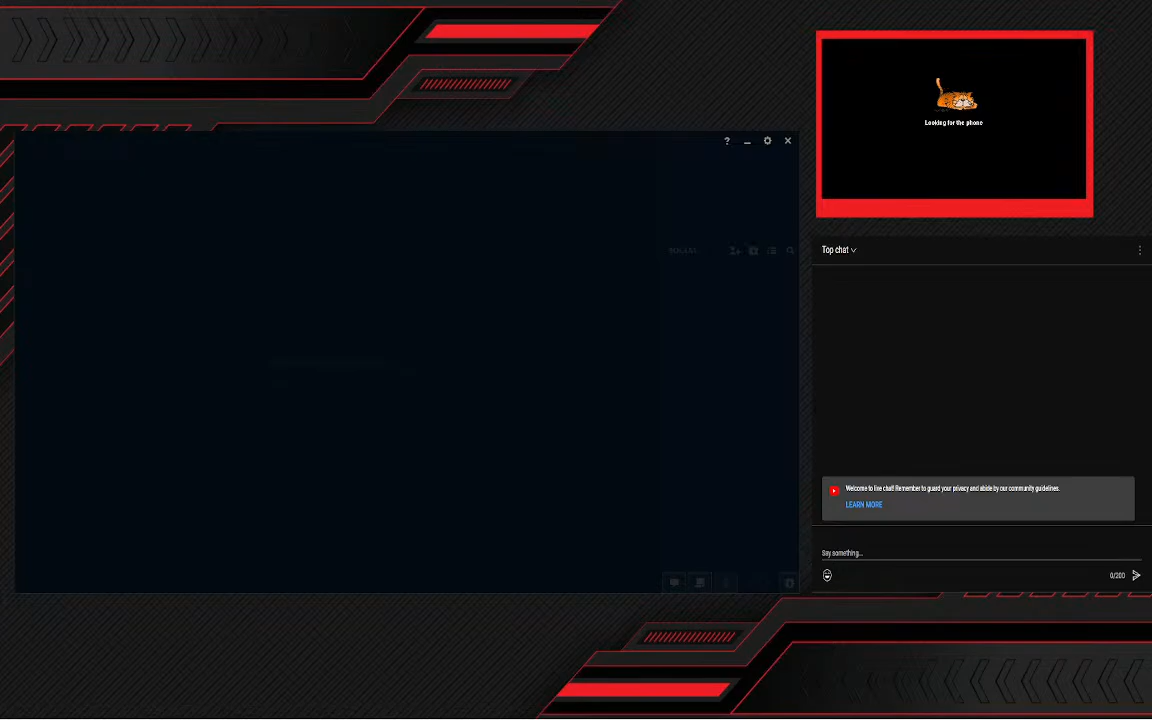 Looking for the phone
?
SOCIAL
Top chat
Welcome to live chat! Remember to guard your privacy and abide by our community guidelines.
LEARN MORE
Say something...
0/200